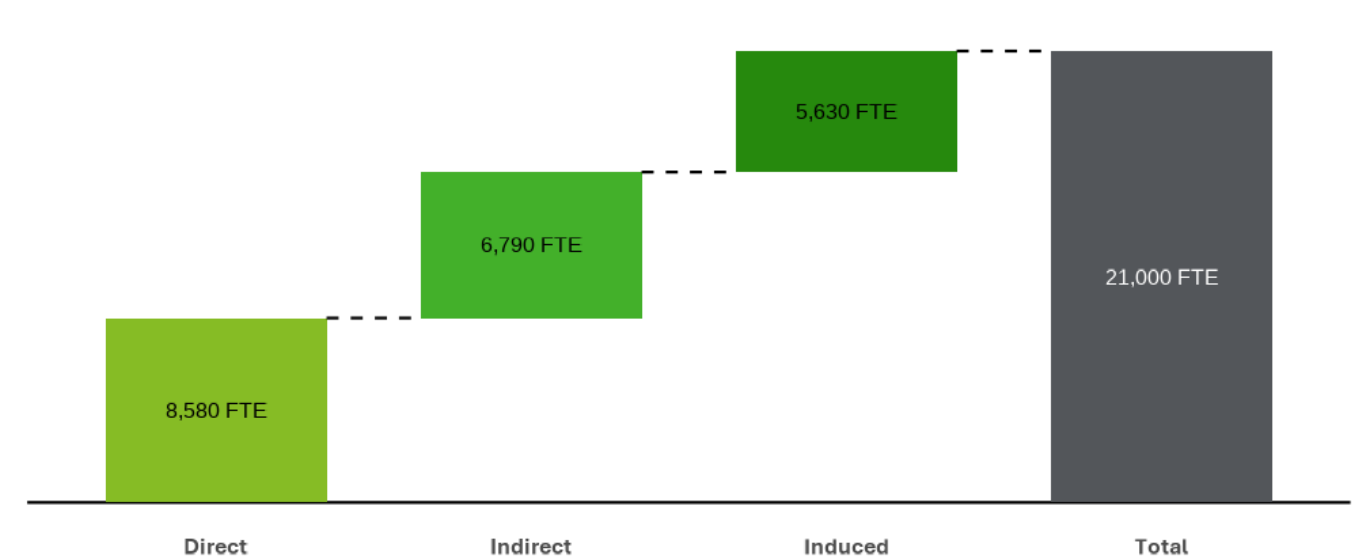 5,630 FTE
6,790 FTE
21,000 FTE
8,580 FTE
Direct Indirect Induced Total